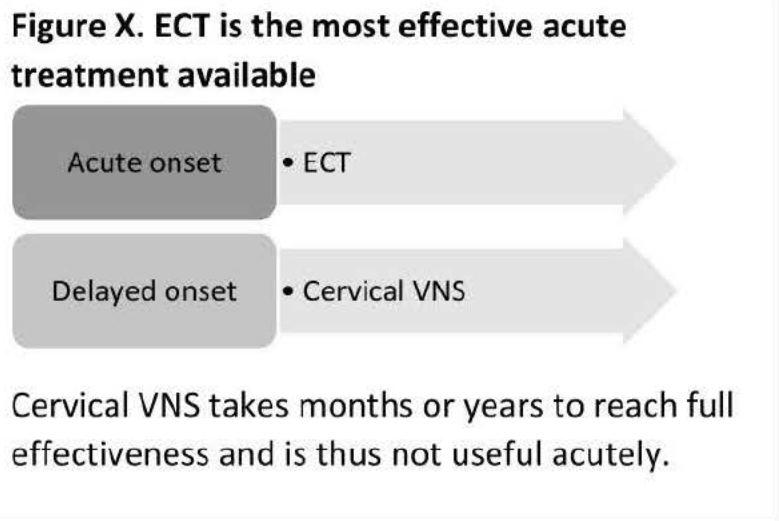 Figure X. ECT is the most effective acute
treatment available
Acute onset
• ECT
Delayed onset
• Cervical VNS
Cervical VNS takes months or years to reach full
effectiveness and is thus not useful acutely.